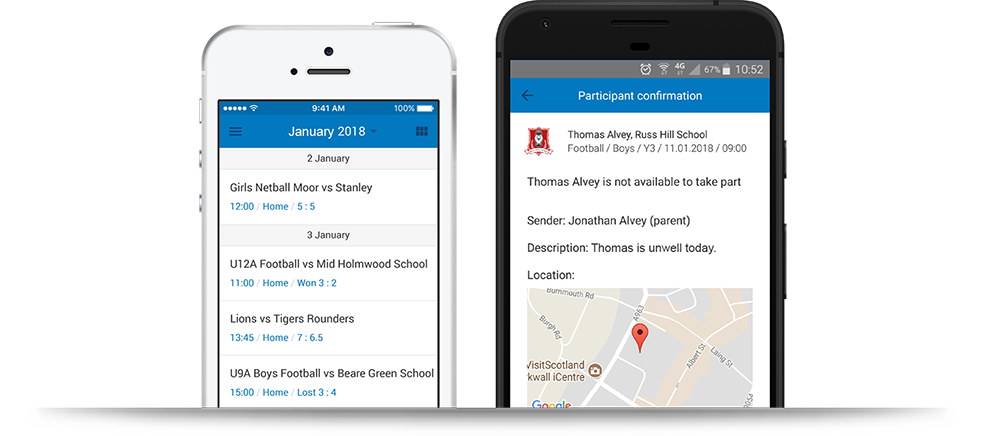 9:41 AM
100%
January 2018
2 January
Girls Netball Moor vs Stanley
12:00 / Home / 5 : 5
3 January
U12A Football vs Mid Holmwood School
11:00 / Home / Won 3 : 2
Lions vs Tigers Rounders
13:45 / Home / 7 : 6.5
U9A Boys Football vs Beare Green School
15:00 / Home / Lost 3 : 4
4G
67%
10:52
Participant confirmation
Thomas Alvey, Russ Hill School
Football / Boys / Y3 / 11.01.2018 / 09:00
Thomas Alvey is not available to take part
Sender: Jonathan Alvey (parent)
Description: Thomas is unwell today.
Location:
Burnmouth Rd
A963
Burgh Rd
Albert St
Laing St
VisitScotland
kwall iCentre
A963
Google